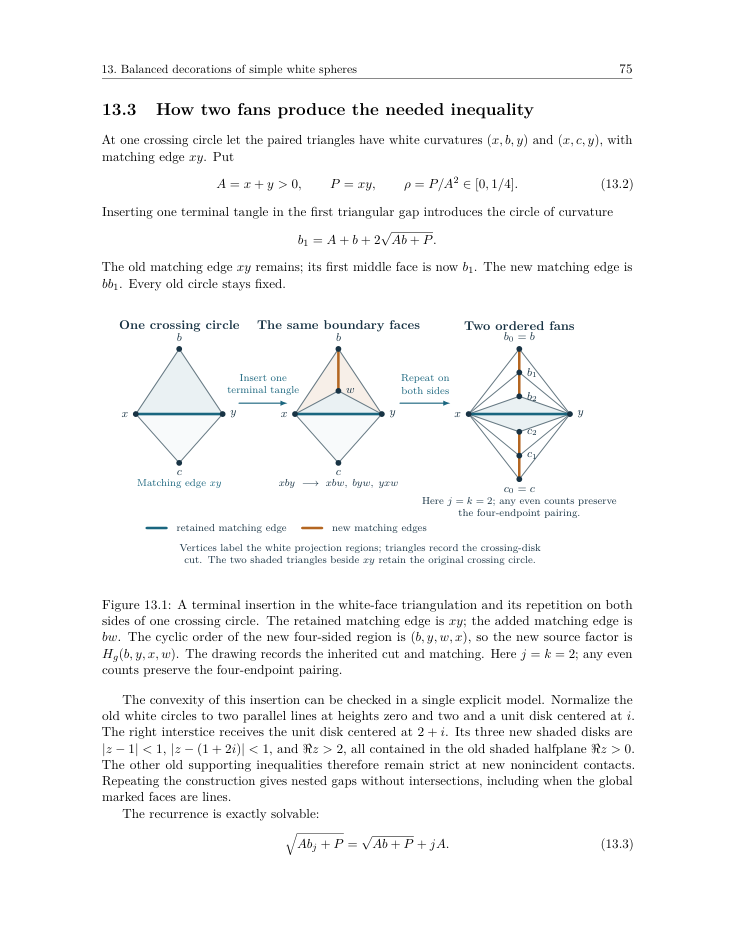 13. Balanced decorations of simple white spheres 75
13.3 How two fans produce the needed inequality
At one crossing circle let the paired triangles have white curvatures (x, b, y) and (x, c, y), with
matching edge xy. Put
A = x + y > 0, P = xy, ρ = P/A² ∈ [0, 1/4]. (13.2)
Inserting one terminal tangle in the first triangular gap introduces the circle of curvature
b₁ = A + b + 2√(Ab + P).
The old matching edge xy remains; its first middle face is now b₁. The new matching edge is
bb₁. Every old circle stays fixed.
One crossing circle The same boundary faces Two ordered fans
b b b₀ = b
Insert one
terminal tangle
Repeat on
both sides
b₁
w b₂
x y x y x y
c₂
c₁
c c c₀ = c
Matching edge xy xby ⟶ xbw, byw, yxw
Here j = k = 2; any even counts preserve
the four-endpoint pairing.
retained matching edge new matching edges
Vertices label the white projection regions; triangles record the crossing-disk
cut. The two shaded triangles beside xy retain the original crossing circle.
Figure 13.1: A terminal insertion in the white-face triangulation and its repetition on both
sides of one crossing circle. The retained matching edge is xy; the added matching edge is
bw. The cyclic order of the new four-sided region is (b, y, w, x), so the new source factor is
H_g(b, y, x, w). The drawing records the inherited cut and matching. Here j = k = 2; any even
counts preserve the four-endpoint pairing.
The convexity of this insertion can be checked in a single explicit model. Normalize the
old white circles to two parallel lines at heights zero and two and a unit disk centered at i.
The right interstice receives the unit disk centered at 2 + i. Its three new shaded disks are
|z − 1| < 1, |z − (1 + 2i)| < 1, and ℜz > 2, all contained in the old shaded halfplane ℜz > 0.
The other old supporting inequalities therefore remain strict at new nonincident contacts.
Repeating the construction gives nested gaps without intersections, including when the global
marked faces are lines.
The recurrence is exactly solvable:
√(Ab_j + P) = √(Ab + P) + jA. (13.3)